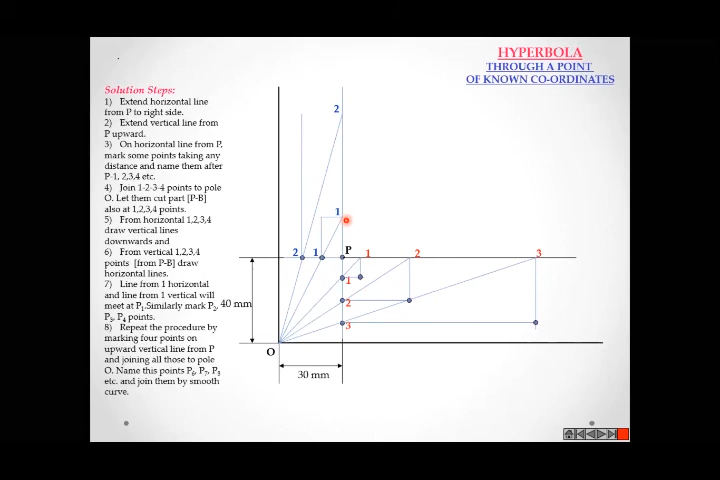 HYPERBOLA
THROUGH A POINT
OF KNOWN CO-ORDINATES
Solution Steps:
1) Extend horizontal line
from P to right side.
2) Extend vertical line from
P upward.
3) On horizontal line from P,
mark some points taking any
distance and name them after
P-1, 2,3,4 etc.
4) Join 1-2-3-4 points to pole
O. Let them cut part [P-B]
also at 1,2,3,4 points.
5) From horizontal 1,2,3,4
draw vertical lines
downwards and
6) From vertical 1,2,3,4
points [from P-B] draw
horizontal lines.
7) Line from 1 horizontal
and line from 1 vertical will
meet at P1.Similarly mark P2,
P3, P4 points.
8) Repeat the procedure by
marking four points on
upward vertical line from P
and joining all those to pole
O. Name this points P6, P7, P8
etc. and join them by smooth
curve.
2
1
2 1 P 1 2 3
1
2
3
40 mm
O
30 mm